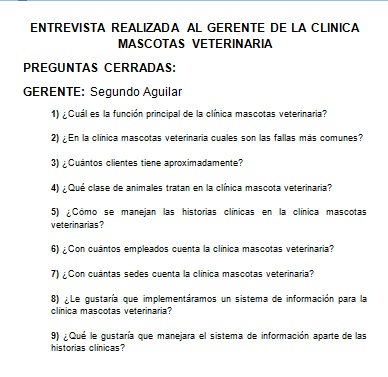 ENTREVISTA REALIZADA AL GERENTE DE LA CLINICA
MASCOTAS VETERINARIA
PREGUNTAS CERRADAS:
GERENTE: Segundo Aguilar
1) ¿Cuál es la función principal de la clínica mascotas veterinaria?
2) ¿En la clínica mascotas veterinaria cuales son las fallas más comunes?
3) ¿Cuántos clientes tiene aproximadamente?
4) ¿Qué clase de animales tratan en la clínica mascota veterinaria?
5) ¿Cómo se manejan las historias clínicas en la clínica mascotas
veterinarias?
6) ¿Con cuántos empleados cuenta la clínica mascotas veterinaria?
7) ¿Con cuántas sedes cuenta la clínica mascotas veterinaria?
8) ¿Le gustaría que implementáramos un sistema de información para la
clínica mascotas veterinaria?
9) ¿Qué le gustaría que manejara el sistema de información aparte de las
historias clínicas?